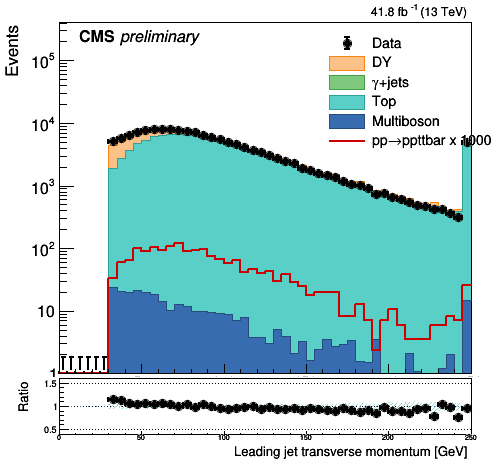 41.8 fb⁻¹ (13 TeV)
CMS preliminary
Events
Data
DY
γ+jets
Top
Multiboson
pp→ppttbar x 1000
10⁵
10⁴
10³
10²
10
1
Ratio
1.5
1
0.5
0 50 100 150 200 250
Leading jet transverse momentum [GeV]